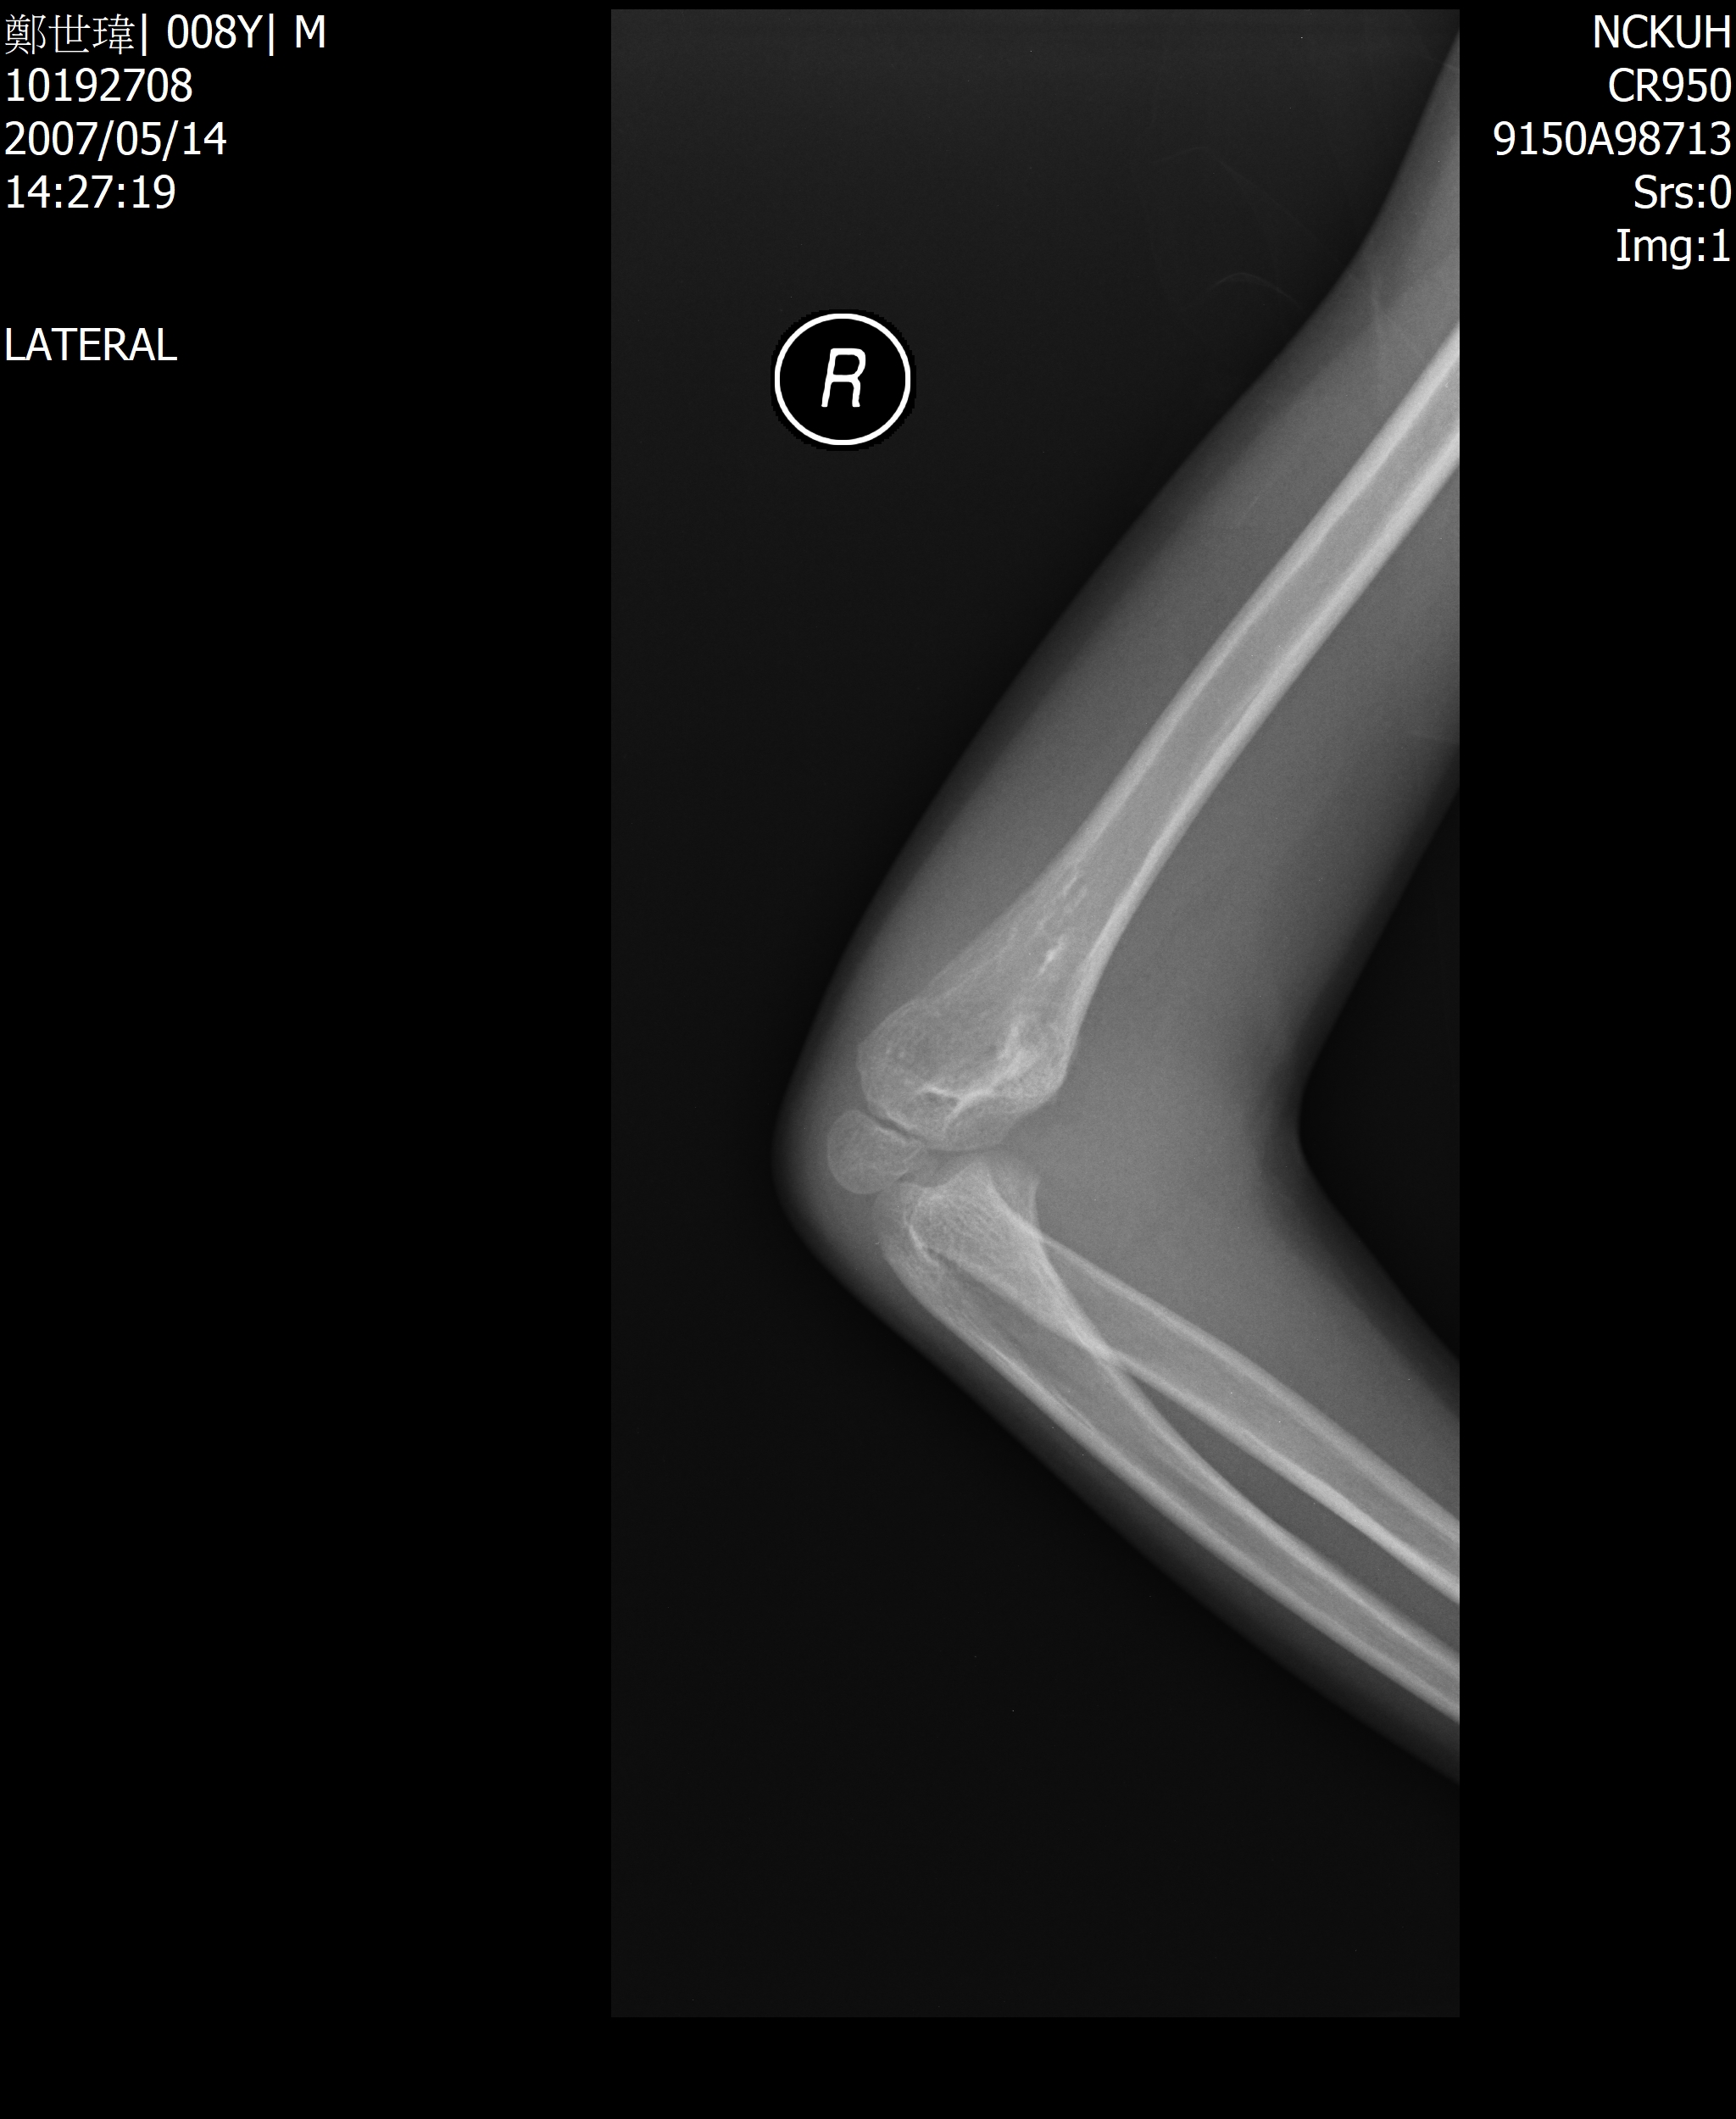 鄭世瑋| 008Y| M
10192708
2007/05/14
14:27:19
LATERAL
NCKUH
CR950
9150A98713
Srs:0
Img:1
R